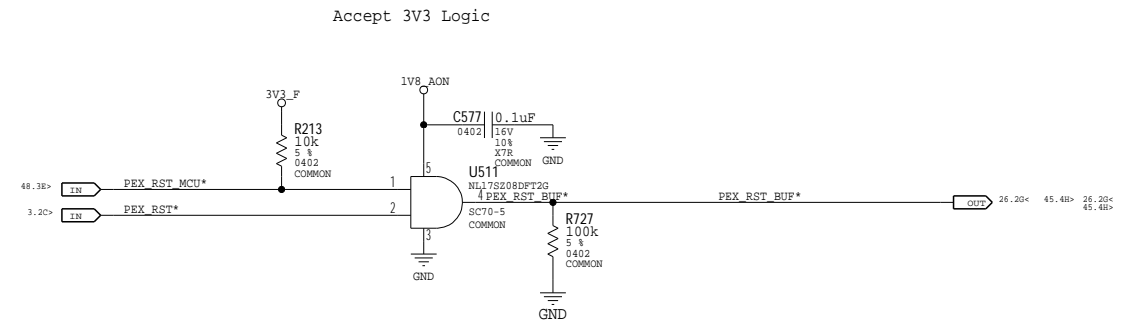 Accept 3V3 Logic
1V8_AON
3V3_F
C577 0.1uF
0402 16V
10%
X7R
COMMON
GND
R213
10k
5 %
0402
COMMON
U511
NL17SZ08DFT2G
SC70-5
COMMON
5
48.3E> IN PEX_RST_MCU* 1
3.2C> IN PEX_RST* 2
4 PEX_RST_BUF* PEX_RST_BUF*
OUT 26.2G< 45.4H> 26.2G<
45.4H>
3
GND
R727
100k
5 %
0402
COMMON
GND